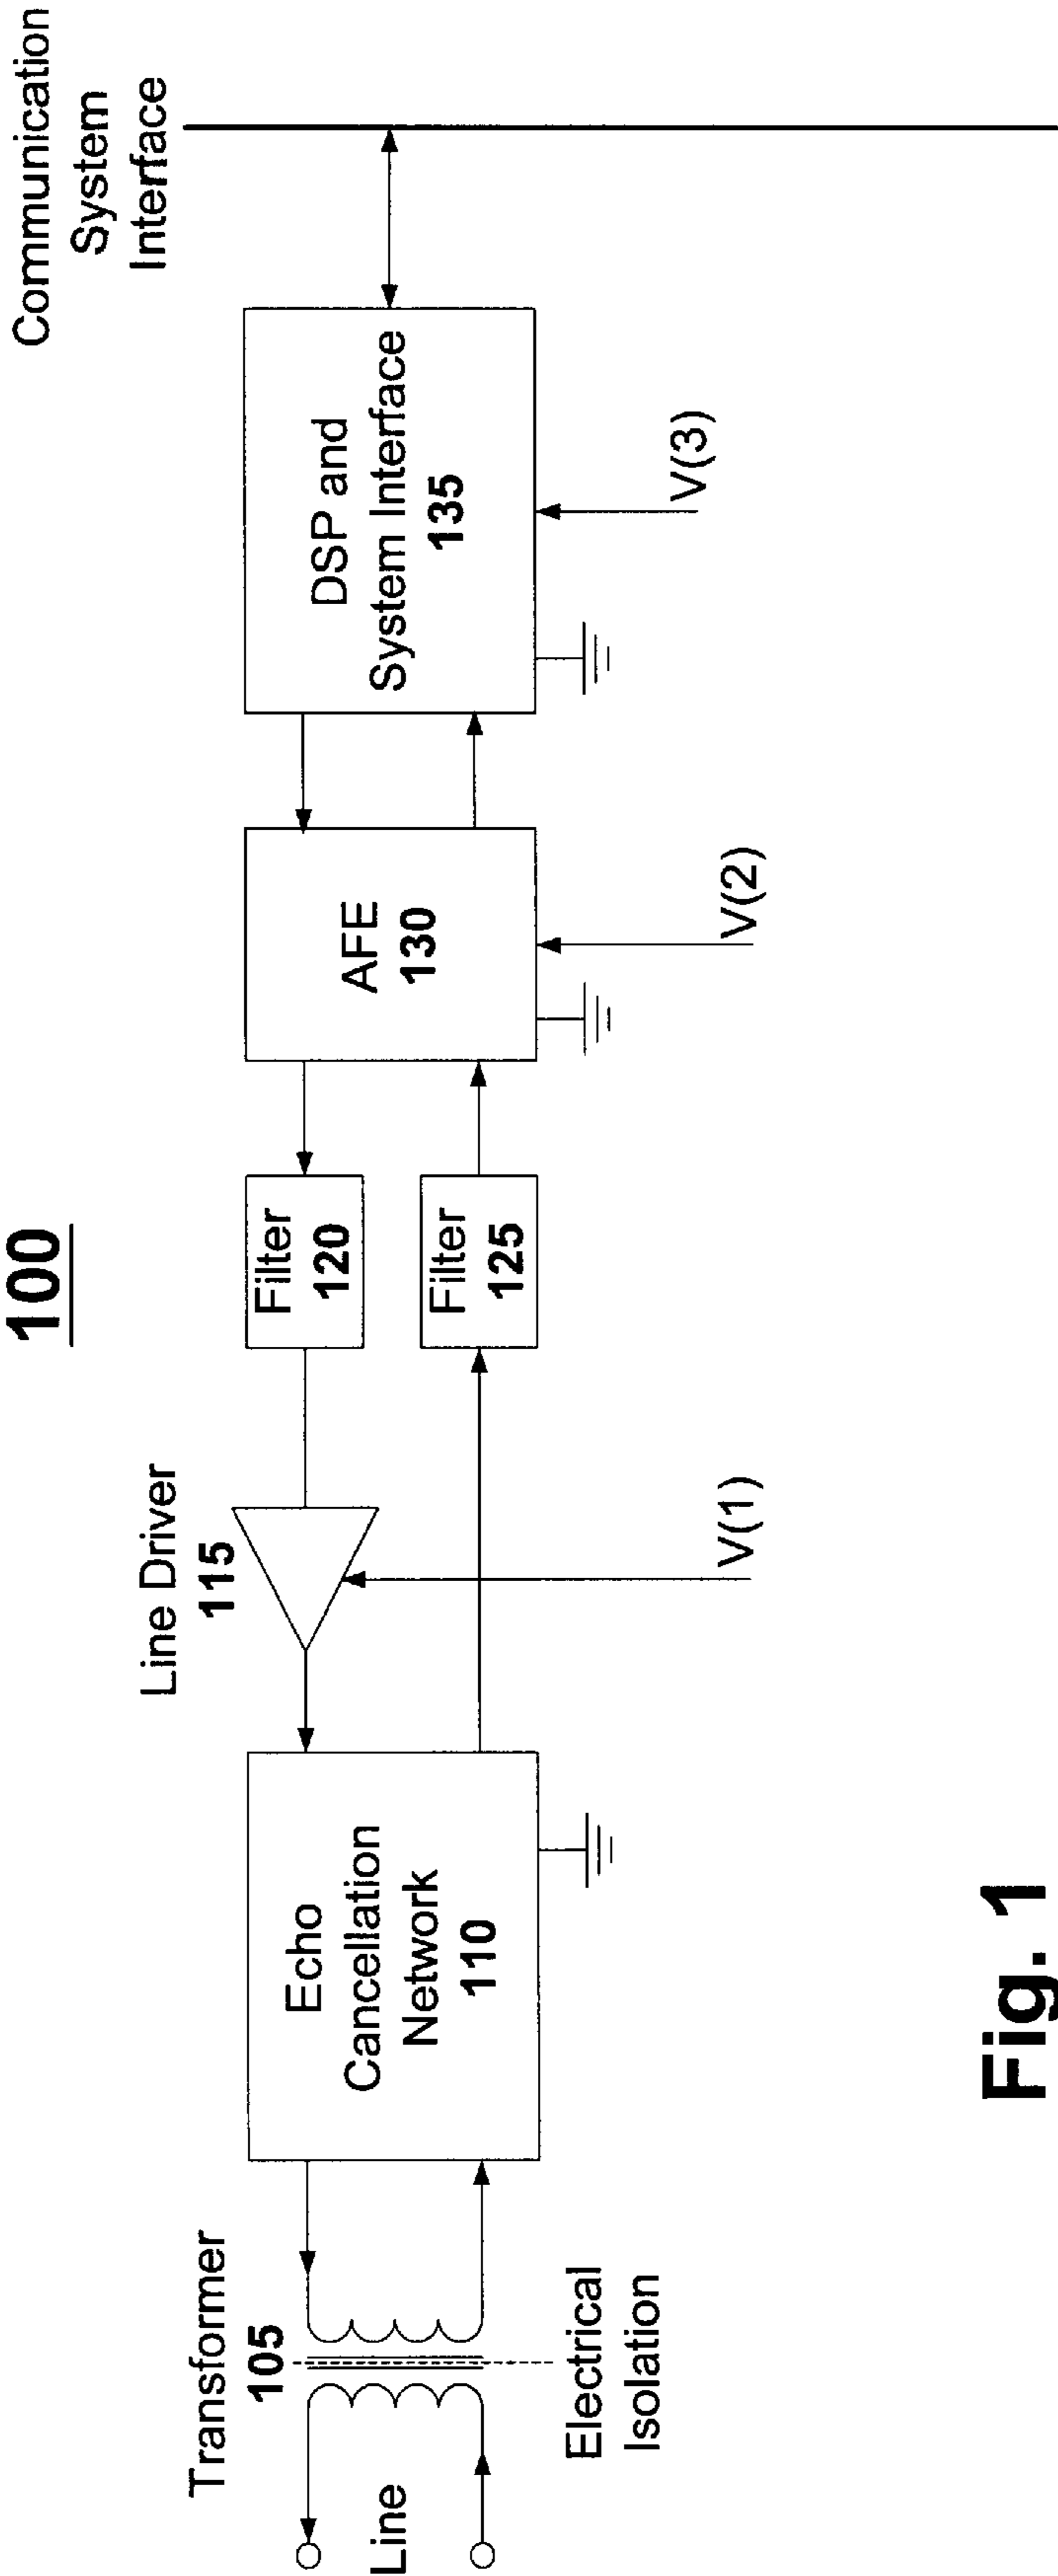 100
Communication
System
Interface
Transformer
105
Line
Electrical
Isolation
Echo
Cancellation
Network
110
Line Driver
115
V(1)
Filter
120
Filter
125
AFE
130
V(2)
DSP and
System Interface
135
V(3)
Fig. 1